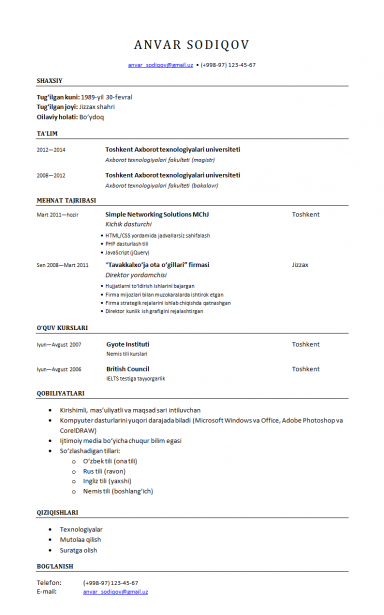 ANVAR SODIQOV
anvar_sodiqov@gmail.uz • (+998-97) 123-45-67
SHAXSIY
Tug'ilgan kuni: 1989-yil 30-fevral
Tug'ilgan joyi: Jizzax shahri
Oilaviy holati: Bo'ydoq
TA'LIM
2012—2014 Toshkent Axborot texnologiyalari universiteti
Axborot texnologiyalari fakulteti (magistr)
2008—2012 Toshkent Axborot texnologiyalari universiteti
Axborot texnologiyalari fakulteti (bakalavr)
MEHNAT TAJRIBASI
Mart 2011—hozir Simple Networking Solutions MChJ Toshkent
Kichik dasturchi
• HTML/CSS yordamida jadvallarsiz sahifalash
• PHP dasturlash tili
• JavaScript (jQuery)
Sen 2008—Mart 2011 "Tavakkalxo'ja ota o'gillari" firmasi Jizzax
Direktor yordamchisi
• Hujjatlarni to'ldirish ishlarini bajargan
• Firma mijozlari bilan muzokaralarda ishtirok etgan
• Firma strategik rejalarini ishlab chiqishda qatnashgan
• Direktor kunlik ish grafigini rejalashtirgan
O'QUV KURSLARI
Iyun—Avgust 2007 Gyote Instituti Toshkent
Nemis tili kurslari
Iyun—Avgust 2006 British Council Toshkent
IELTS testiga tayyorgarlik
QOBILIYATLARI
• Kirishimli, mas'uliyatli va maqsad sari intiluvchan
• Kompyuter dasturlarini yuqori darajada biladi (Microsoft Windows va Office, Adobe Photoshop va
CorelDRAW)
• Ijtimoiy media bo'yicha chuqur bilim egasi
• So'zlashadigan tillari:
o O'zbek tili (ona tili)
o Rus tili (ravon)
o Ingliz tili (yaxshi)
o Nemis tili (boshlang'ich)
QIZIQISHLARI
• Texnologiyalar
• Mutolaa qilish
• Suratga olish
BOG'LANISH
Telefon: (+998-97) 123-45-67
E-mail: anvar_sodiqov@gmail.uz